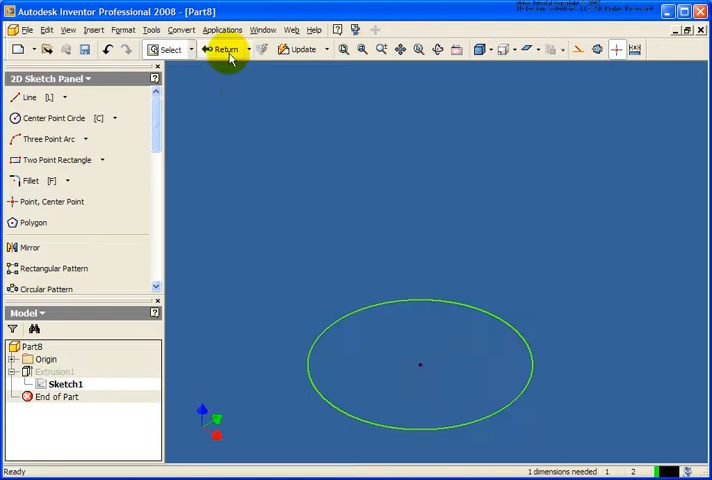 Autodesk Inventor Professional 2008 - [Part8]
File Edit View Insert Format Tools Convert Applications Window Web Help
Select Return Update
2D Sketch Panel
Line [L]
Center Point Circle [C]
Three Point Arc
Two Point Rectangle
Fillet [F]
Point, Center Point
Polygon
Mirror
Rectangular Pattern
Circular Pattern
Model
Part8
Origin
Extrusion1
Sketch1
End of Part
Ready 1 dimensions needed 1 2